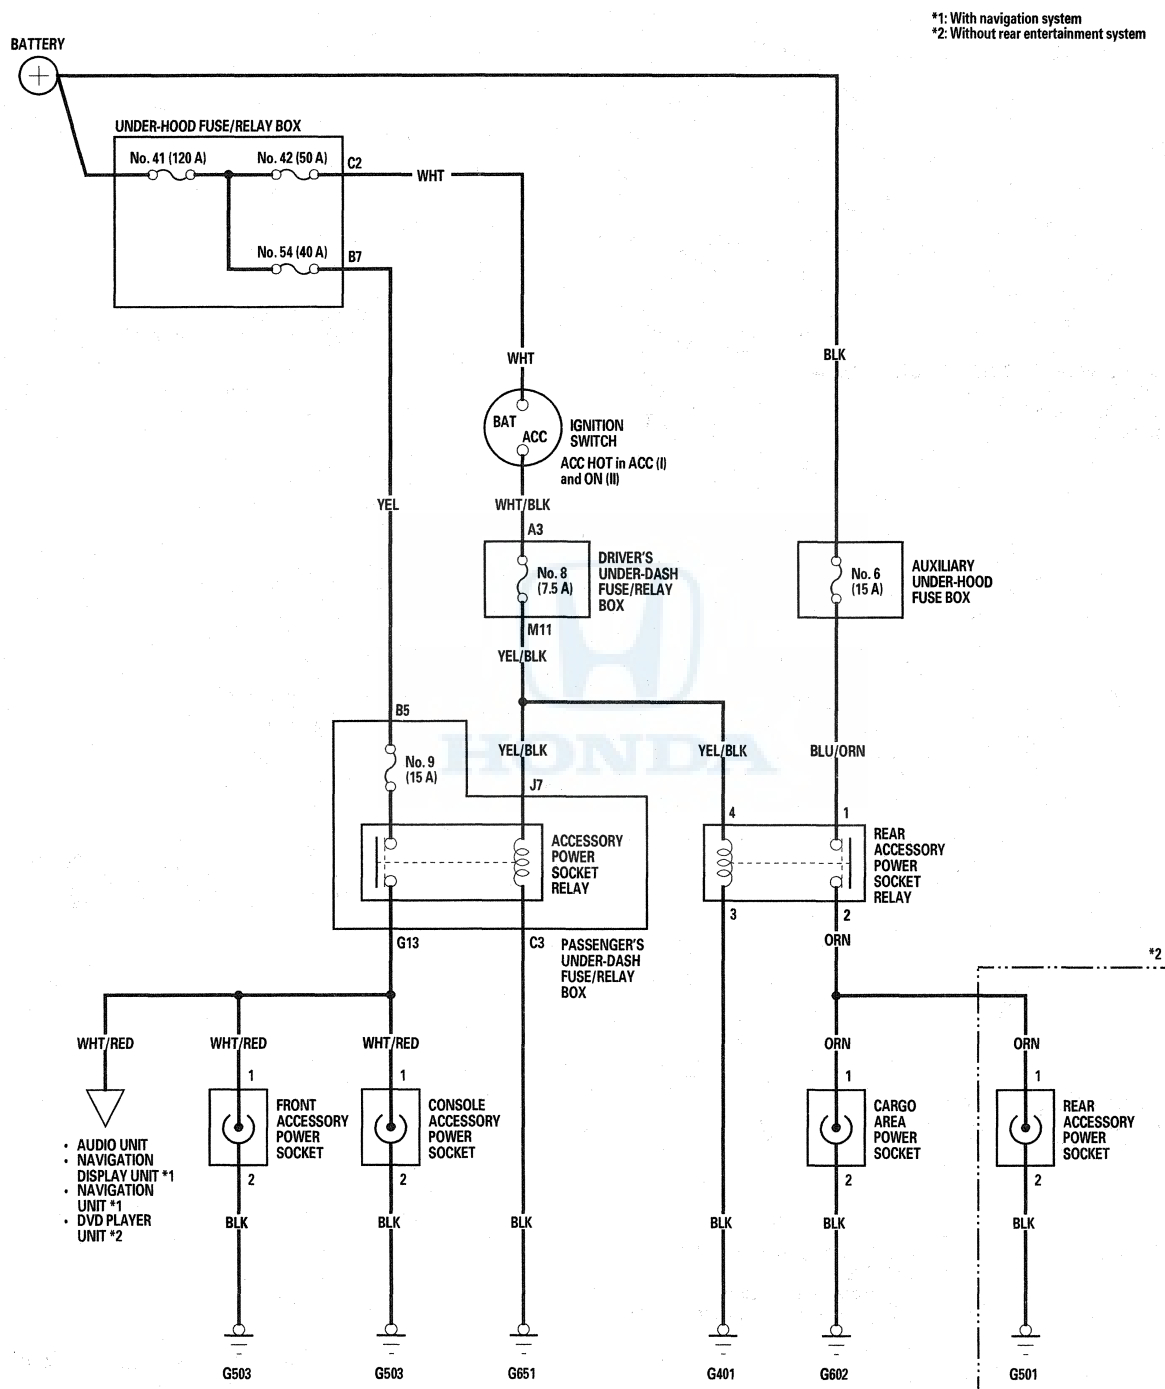 *1: With navigation system
*2: Without rear entertainment system
BATTERY
UNDER-HOOD FUSE/RELAY BOX
No. 41 (120 A)
No. 42 (50 A)
C2
WHT
No. 54 (40 A)
B7
WHT
BLK
BAT
ACC
IGNITION
SWITCH
ACC HOT in ACC (I)
and ON (II)
YEL
WHT/BLK
A3
No. 8
(7.5 A)
DRIVER'S
UNDER-DASH
FUSE/RELAY
BOX
No. 6
(15 A)
AUXILIARY
UNDER-HOOD
FUSE BOX
M11
YEL/BLK
B5
HONDA
No. 9
(15 A)
YEL/BLK
YEL/BLK
BLU/ORN
J7
4
1
ACCESSORY
POWER
SOCKET
RELAY
REAR
ACCESSORY
POWER
SOCKET
RELAY
3
2
G13
C3
PASSENGER'S
UNDER-DASH
FUSE/RELAY
BOX
ORN
*2
WHT/RED
WHT/RED
WHT/RED
ORN
ORN
1
1
1
1
FRONT
ACCESSORY
POWER
SOCKET
CONSOLE
ACCESSORY
POWER
SOCKET
CARGO
AREA
POWER
SOCKET
REAR
ACCESSORY
POWER
SOCKET
• AUDIO UNIT
• NAVIGATION
DISPLAY UNIT *1
• NAVIGATION
UNIT *1
• DVD PLAYER
UNIT *2
2
2
2
2
BLK
BLK
BLK
BLK
BLK
BLK
G503
G503
G651
G401
G602
G501